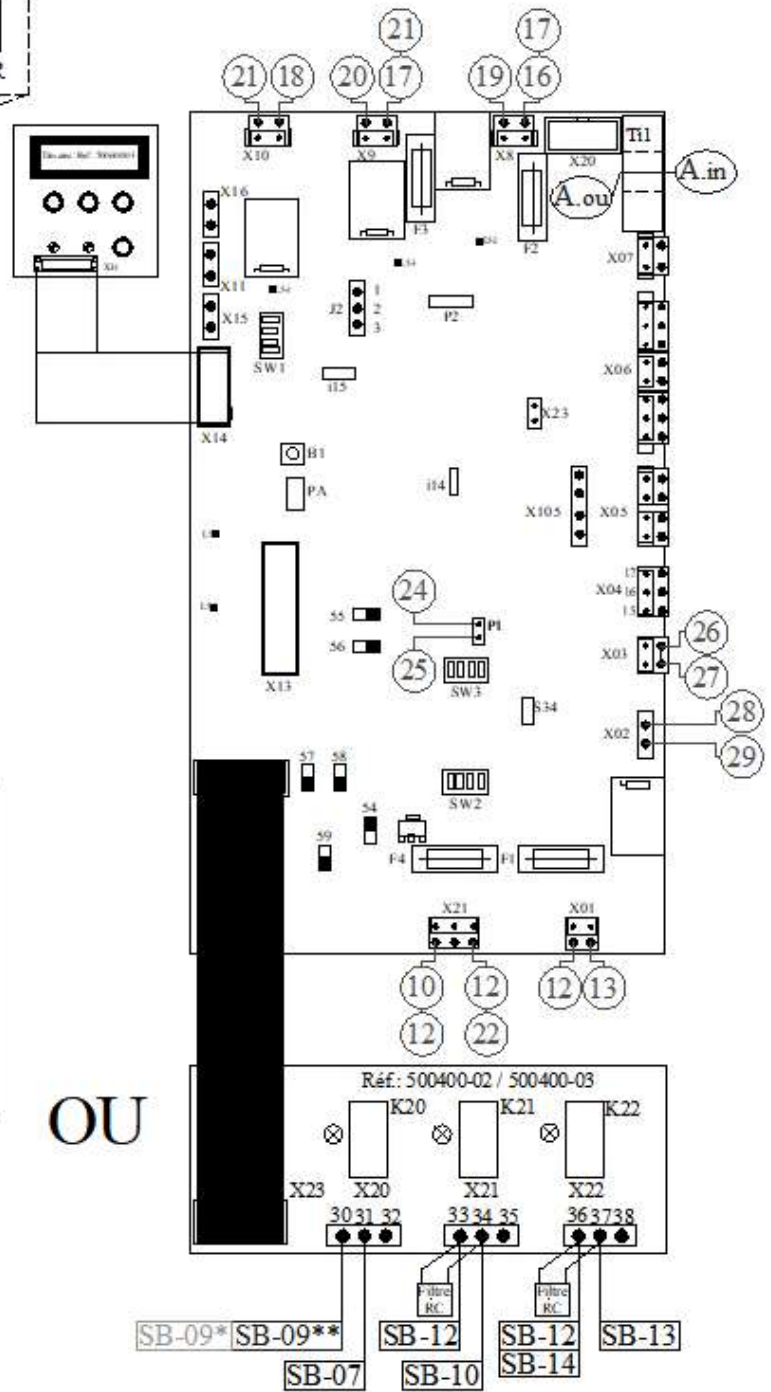 R
21
17
21
18
20
17
19
16
X10
X9
X8
X20
Ti1
A.ou
A.in
X16
F3
F2
X07
X11
J2
1
2
3
P2
X15
SW1
X06
i15
X14
X23
B1
PA
i14
X105
X05
24
17
X04
16
15
55
P1
26
56
25
X03
X13
SW3
27
S34
28
X02
29
57
58
54
SW2
59
F4
F1
X21
X01
10
12
12
13
12
22
OU
Réf.: 500400-02 / 500400-03
K20
K21
K22
X23
X20
X21
X22
30 31 32
33 34 35
36 37 38
Filtre
RC
Filtre
RC
SB-09*
SB-09**
SB-12
SB-12
SB-13
SB-07
SB-10
SB-14